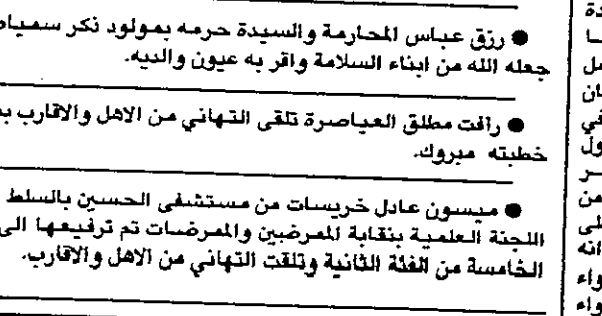 ● رزق عباس المحارمة والسيدة حرمه بمولود ذكر
جعله الله من ابناء السلامة واقر به عيون والديه.
● رافت مطلق العياصرة تلقى التهاني من الاهل والاقارب
خطبته مبروك.
● ميسون عادل خريسات من مستشفى الحسين بالسلط
اللجنة العلمية بنقابة الممرضين والممرضات تم ترفيعها الى
الخامسة من الفئة الثانية وتلقت التهاني من الاهل والاقارب.